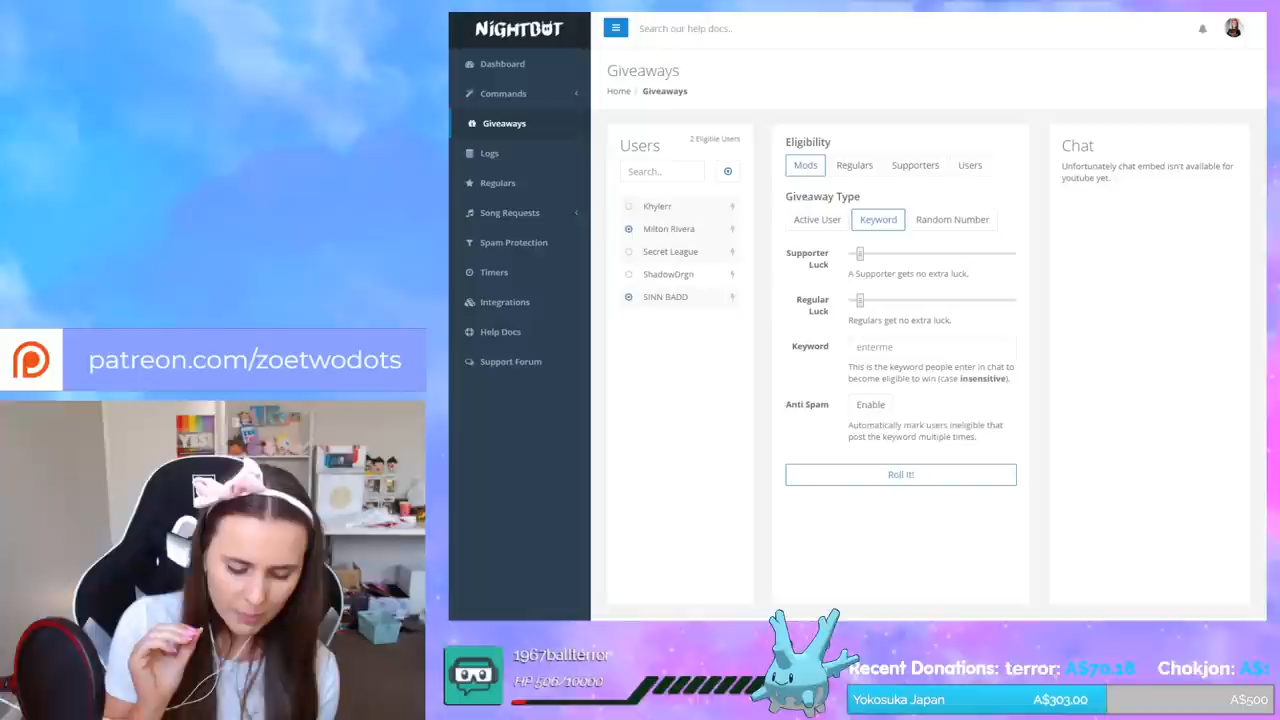 NIGHTBOT
Search our help docs..
Dashboard
Commands
Giveaways
Logs
Regulars
Song Requests
Spam Protection
Timers
Integrations
Help Docs
Support Forum
Giveaways
Home / Giveaways
Users
2 Eligible Users
Search..
Khylerr
Milton Rivera
Secret League
ShadowDrgn
SINN BADD
Eligibility
Mods
Regulars
Supporters
Users
Giveaway Type
Active User
Keyword
Random Number
Supporter
Luck
A Supporter gets no extra luck.
Regular
Luck
Regulars get no extra luck.
Keyword
enterme
This is the keyword people enter in chat to
become eligible to win (case insensitive).
Anti Spam
Enable
Automatically mark users ineligible that
post the keyword multiple times.
Roll It!
Chat
Unfortunately chat embed isn't available for
youtube yet.
patreon.com/zoetwodots
1967ballterror
HP 506/10000
Recent Donations: terror: A$70.18 Chokjon: A$
Yokosuka Japan A$303.00 A$500